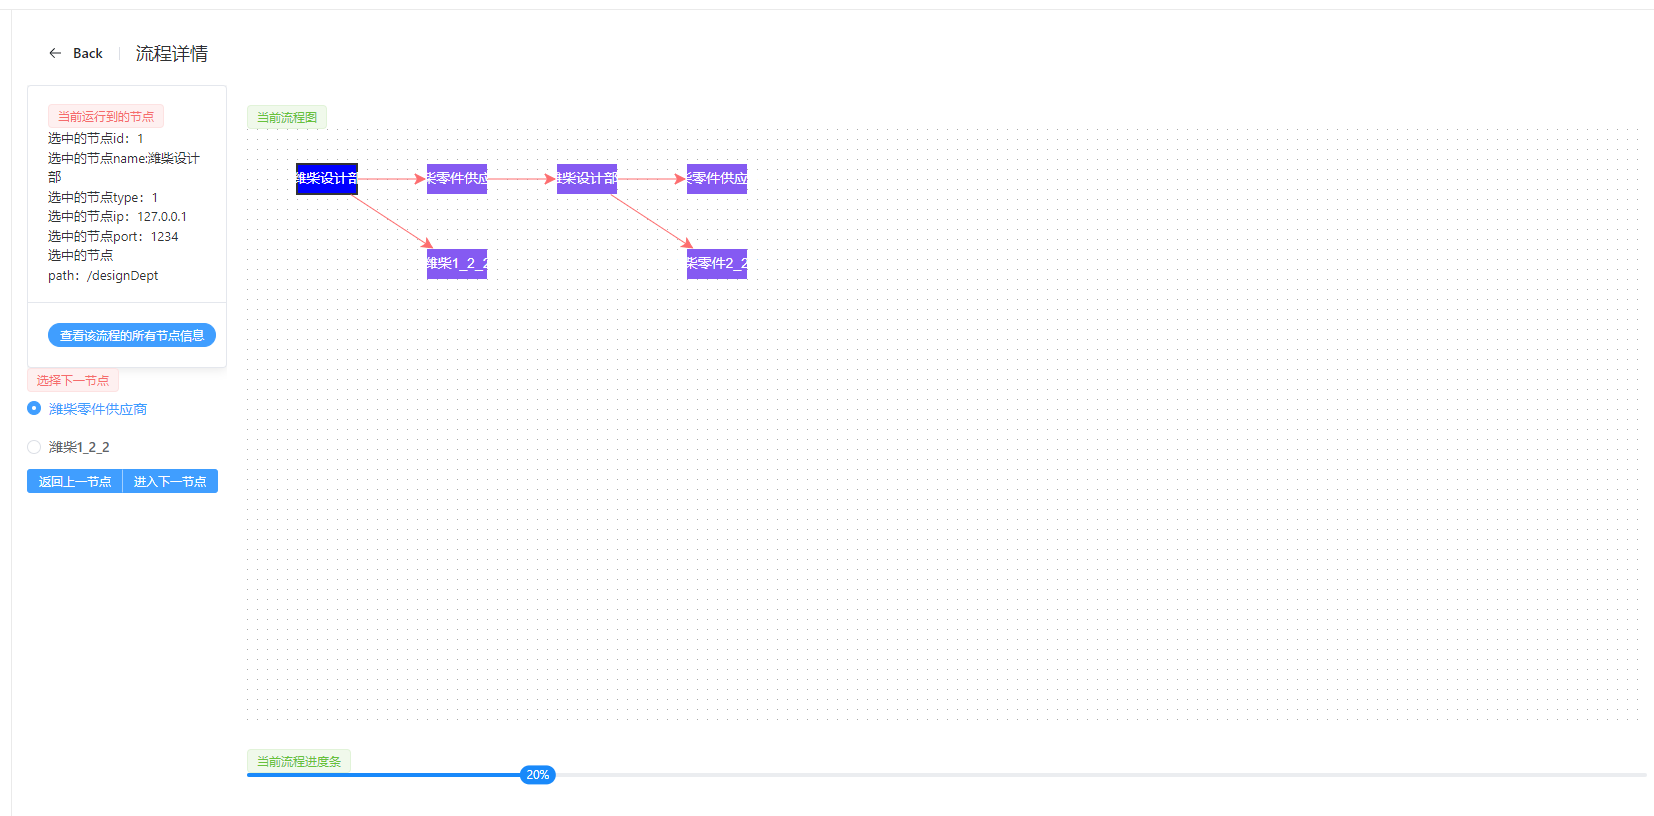 Back
流程详情
当前运行到的节点
选中的节点id：1
选中的节点name:潍柴设计
部
选中的节点type：1
选中的节点ip：127.0.0.1
选中的节点port：1234
选中的节点
path：/designDept
查看该流程的所有节点信息
选择下一节点
潍柴零件供应商
潍柴1_2_2
返回上一节点
进入下一节点
当前流程图
潍柴设计部
柴零件供应
潍柴设计部
柴零件供应
潍柴1_2_2
柴零件2_2
当前流程进度条
20%